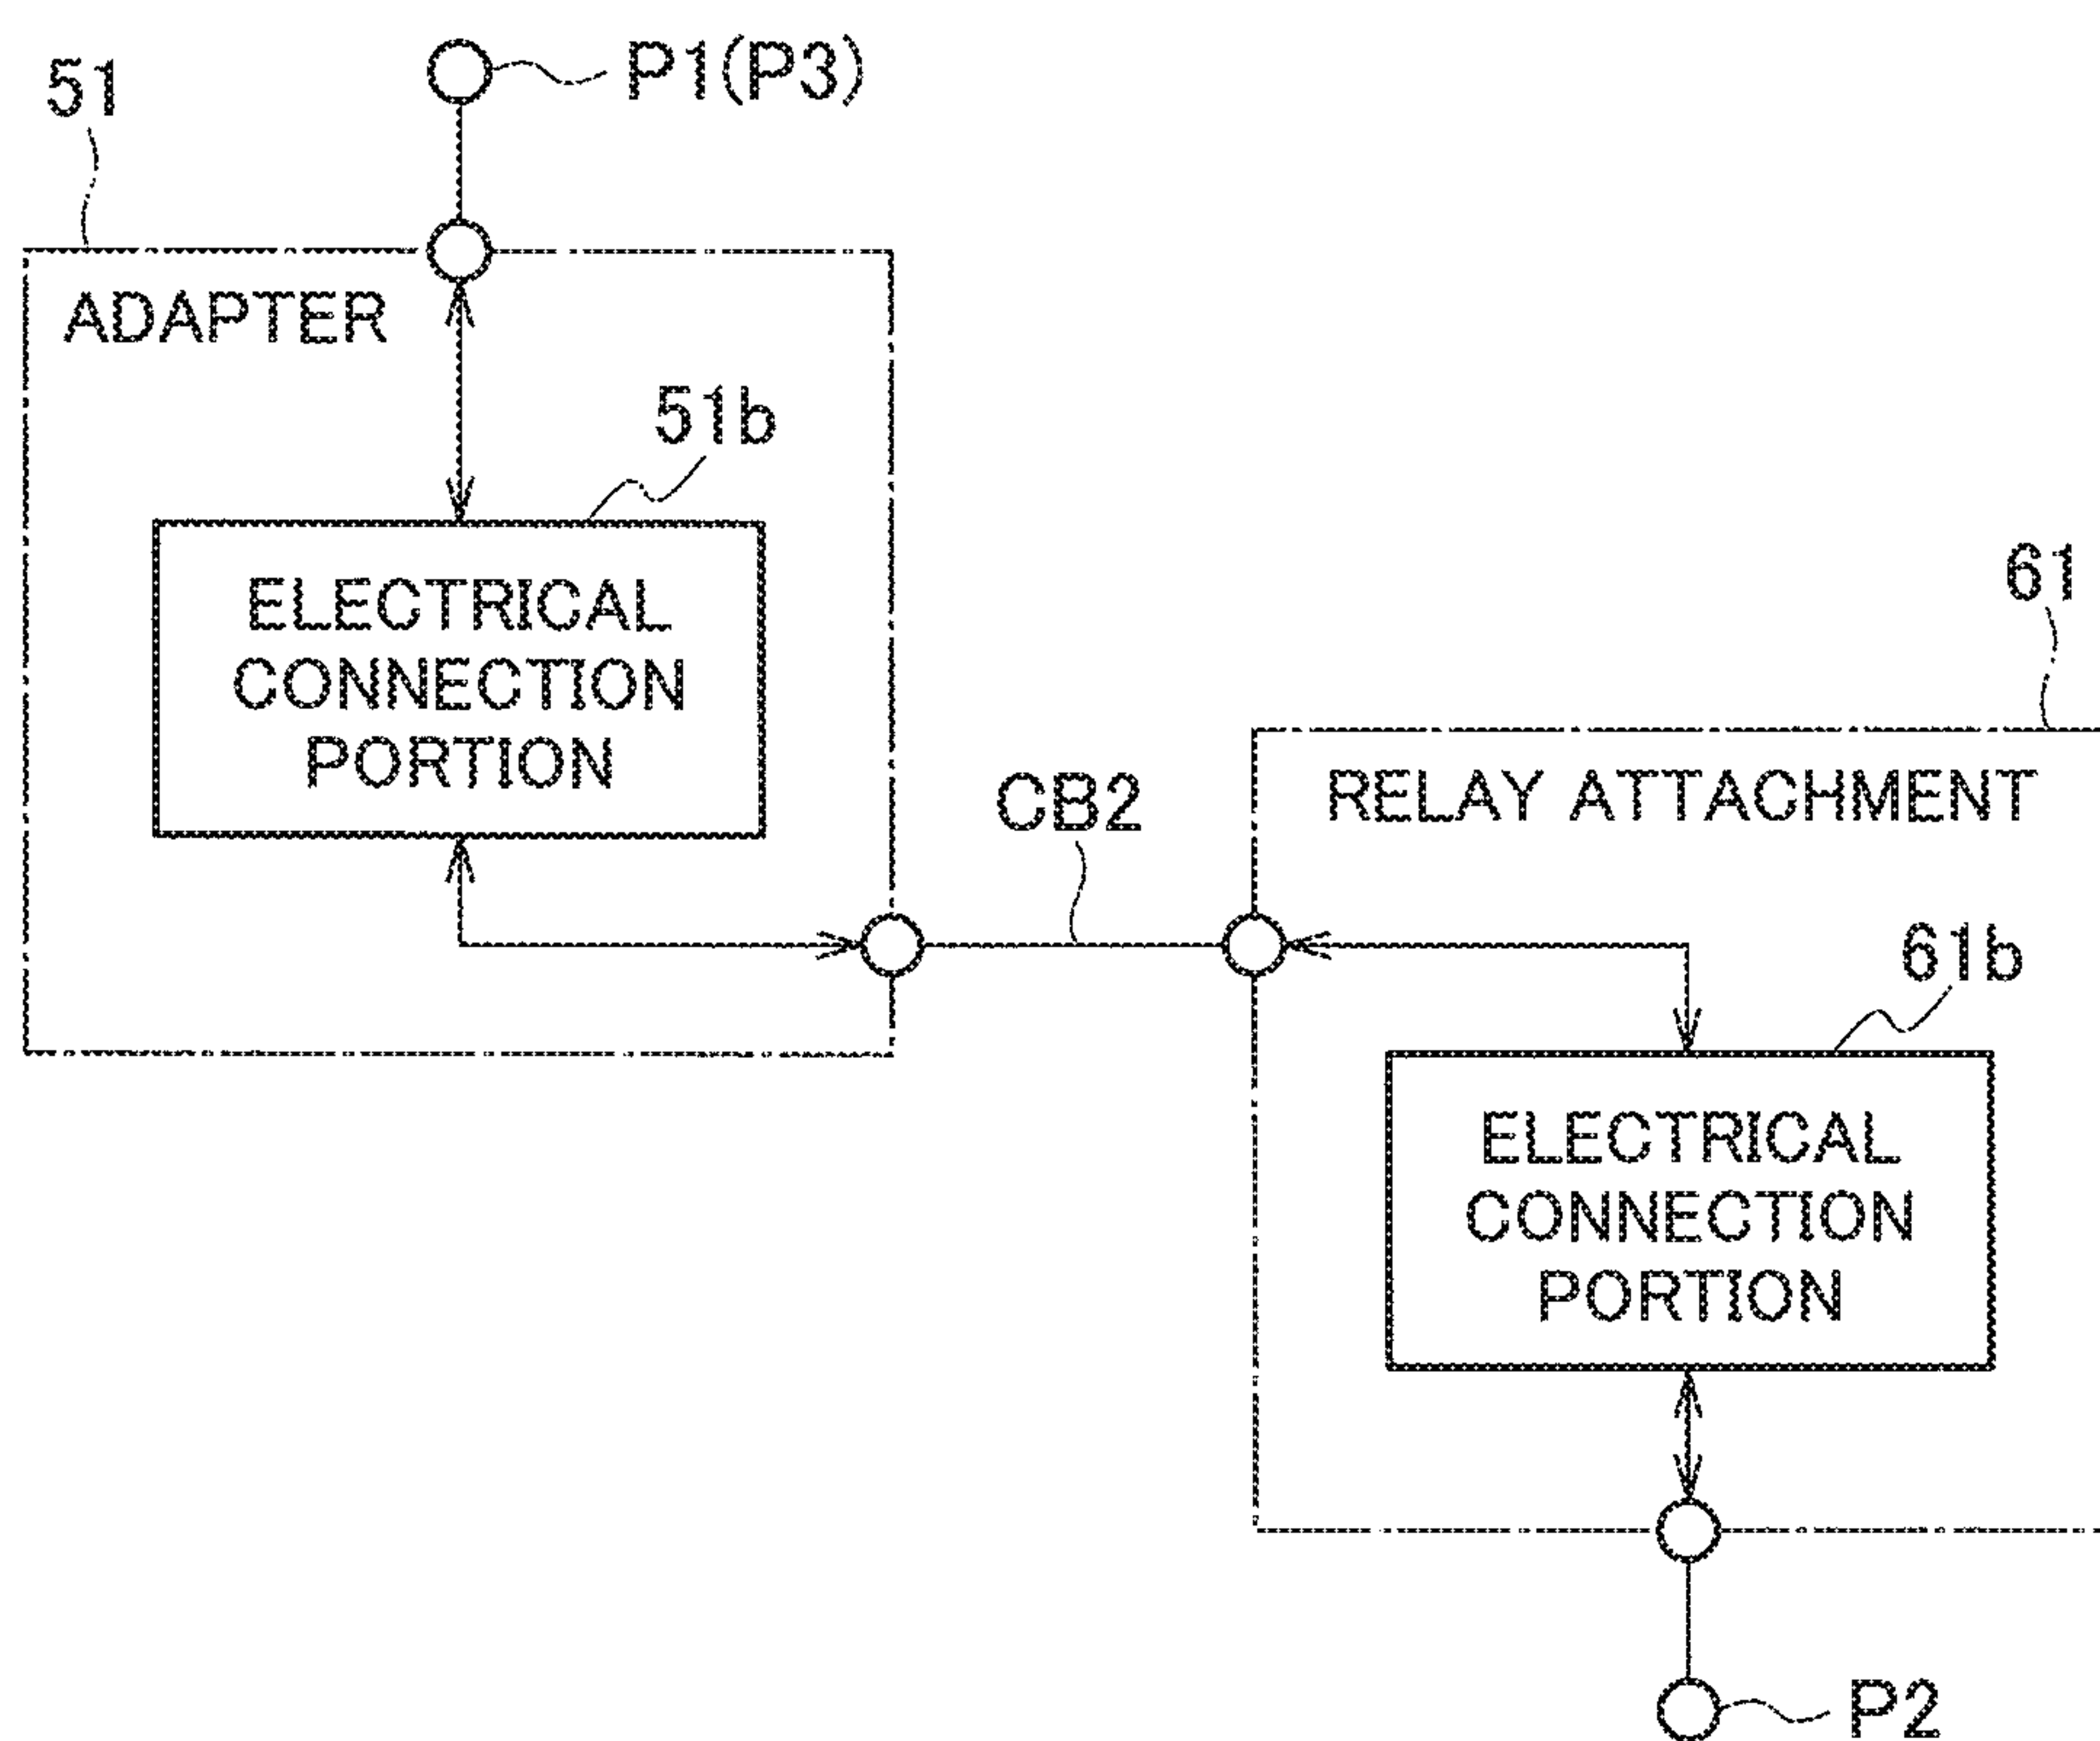 P1(P3)
51
ADAPTER
51b
ELECTRICAL
CONNECTION
PORTION
61
CB2
RELAY ATTACHMENT
61b
ELECTRICAL
CONNECTION
PORTION
P2